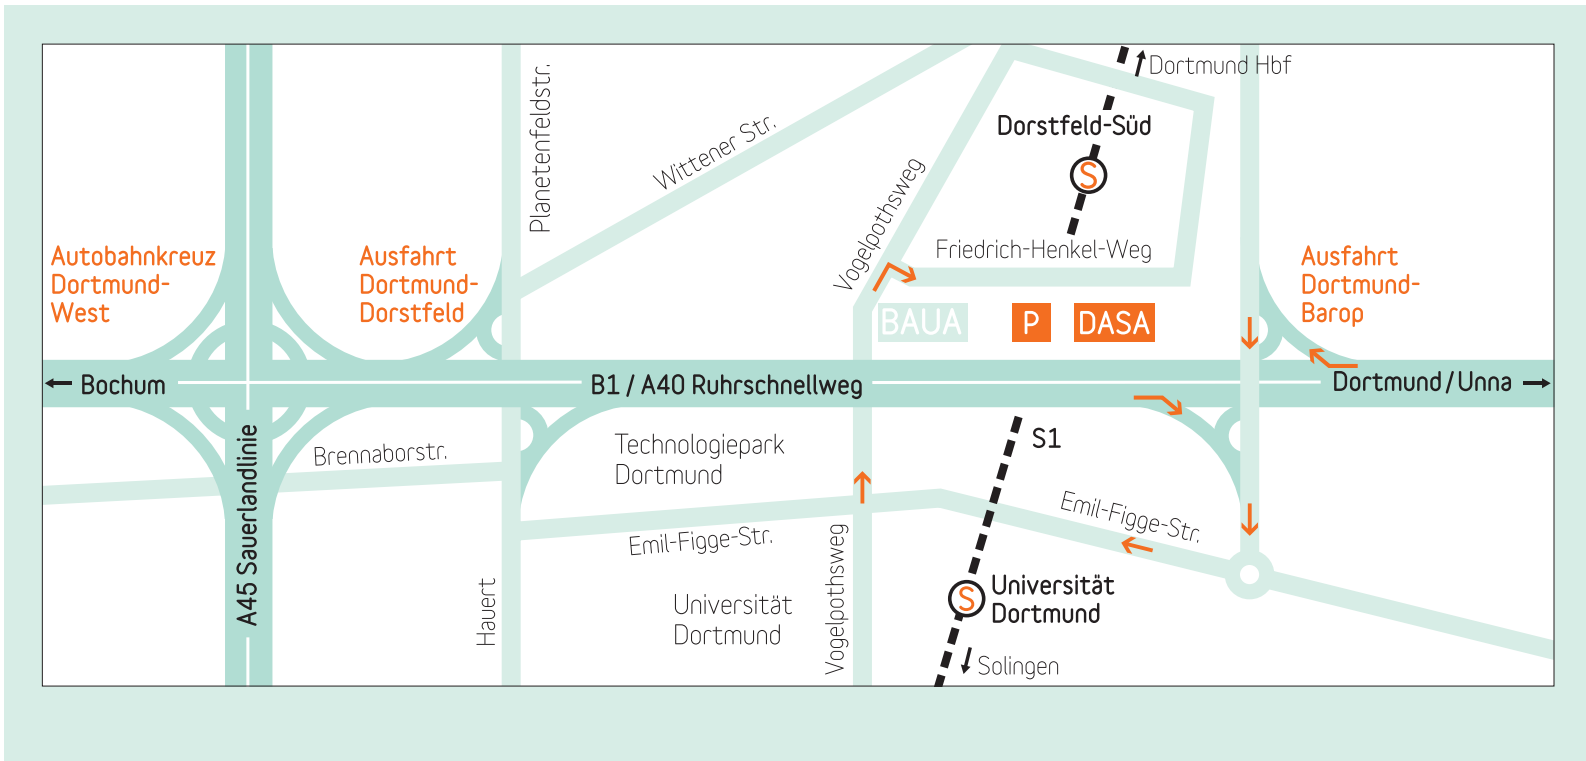 Dortmund Hbf
Planetenfeldstr.
Wittener Str.
Dorstfeld-Süd
S
Vogelpothsweg
Friedrich-Henkel-Weg
Autobahnkreuz
Dortmund-
West
Ausfahrt
Dortmund-
Dorstfeld
Ausfahrt
Dortmund-
Barop
BAUA
P
DASA
Bochum
B1 / A40 Ruhrschnellweg
Dortmund / Unna
A45 Sauerlandlinie
Brennaborstr.
Technologiepark
Dortmund
S1
Emil-Figge-Str.
Emil-Figge-Str.
Hauert
Universität
Dortmund
Vogelpothsweg
S
Universität
Dortmund
Solingen